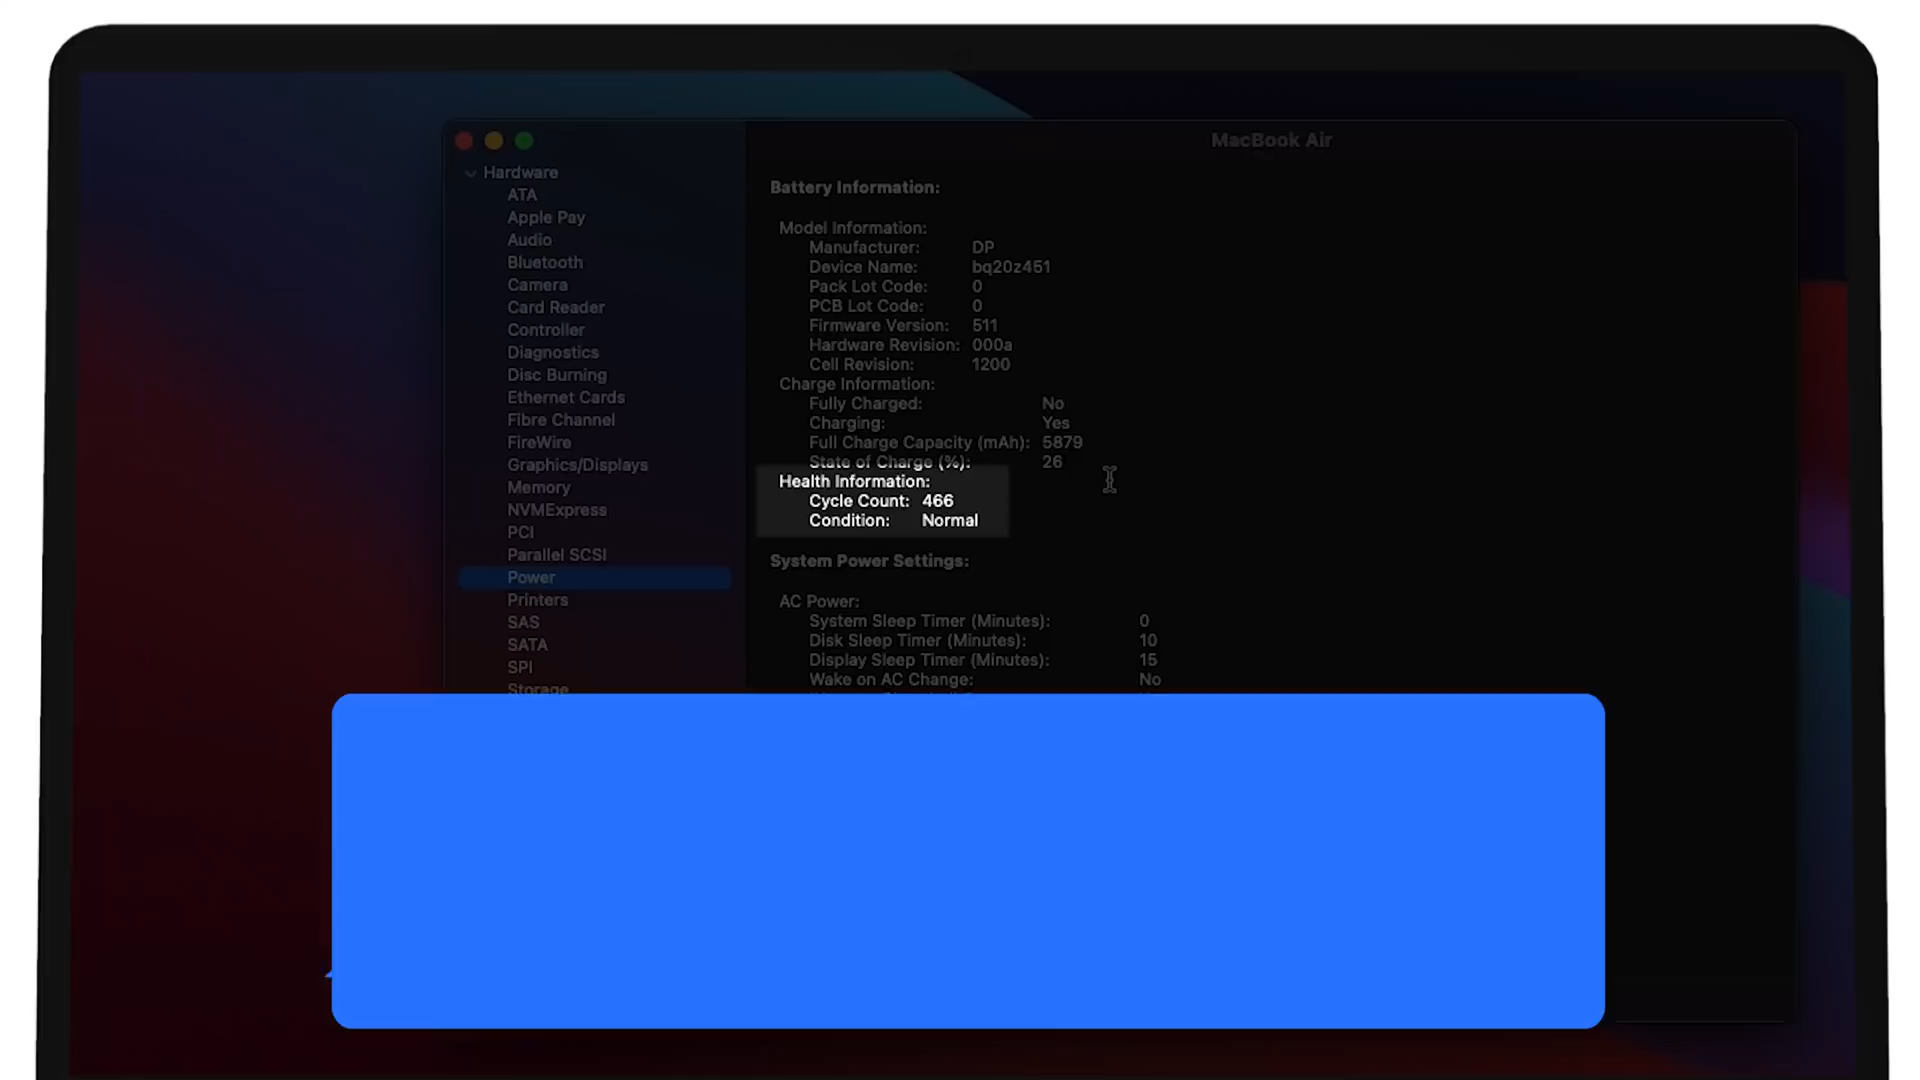 MacBook Air
Hardware
ATA
Apple Pay
Audio
Bluetooth
Camera
Card Reader
Controller
Diagnostics
Disc Burning
Ethernet Cards
Fibre Channel
FireWire
Graphics/Displays
Memory
NVMExpress
PCI
Parallel SCSI
Power
Printers
SAS
SATA
SPI
Storage
Battery Information:
Model Information:
Manufacturer: DP
Device Name: bq20z451
Pack Lot Code: 0
PCB Lot Code: 0
Firmware Version: 511
Hardware Revision: 000a
Cell Revision: 1200
Charge Information:
Fully Charged: No
Charging: Yes
Full Charge Capacity (mAh): 5879
State of Charge (%): 26
Health Information:
Cycle Count: 466
Condition: Normal
System Power Settings:
AC Power:
System Sleep Timer (Minutes): 0
Disk Sleep Timer (Minutes): 10
Display Sleep Timer (Minutes): 15
Wake on AC Change: No